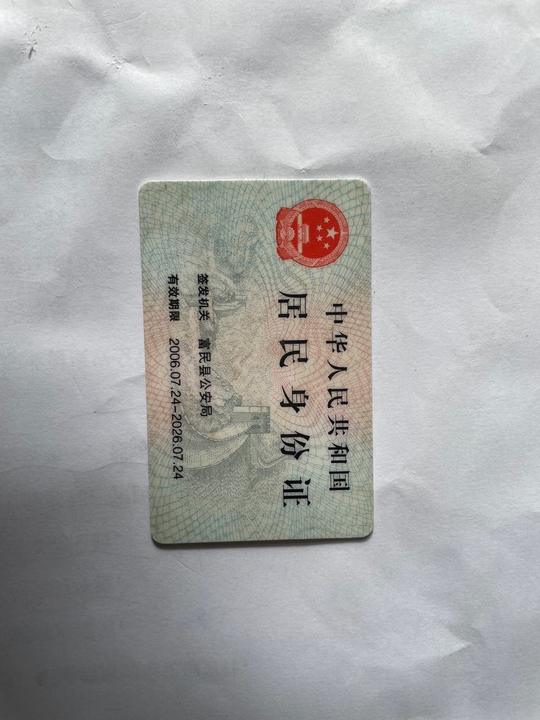 中华人民共和国
居民身份证
签发机关 富民县公安局
有效期限 2006.07.24-2026.07.24